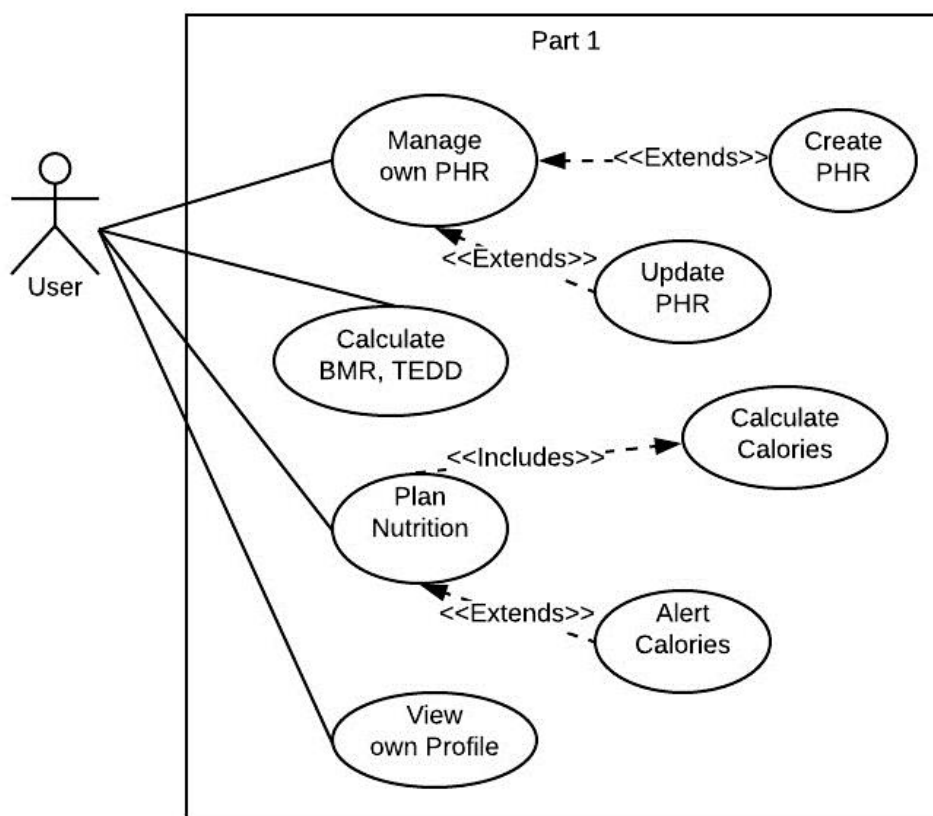 Part 1
Manage
own PHR
<<Extends>>
Create
PHR
<<Extends>>
Update
PHR
User
Calculate
BMR, TEDD
Calculate
Calories
<<Includes>>
Plan
Nutrition
<<Extends>>
Alert
Calories
View
own Profile